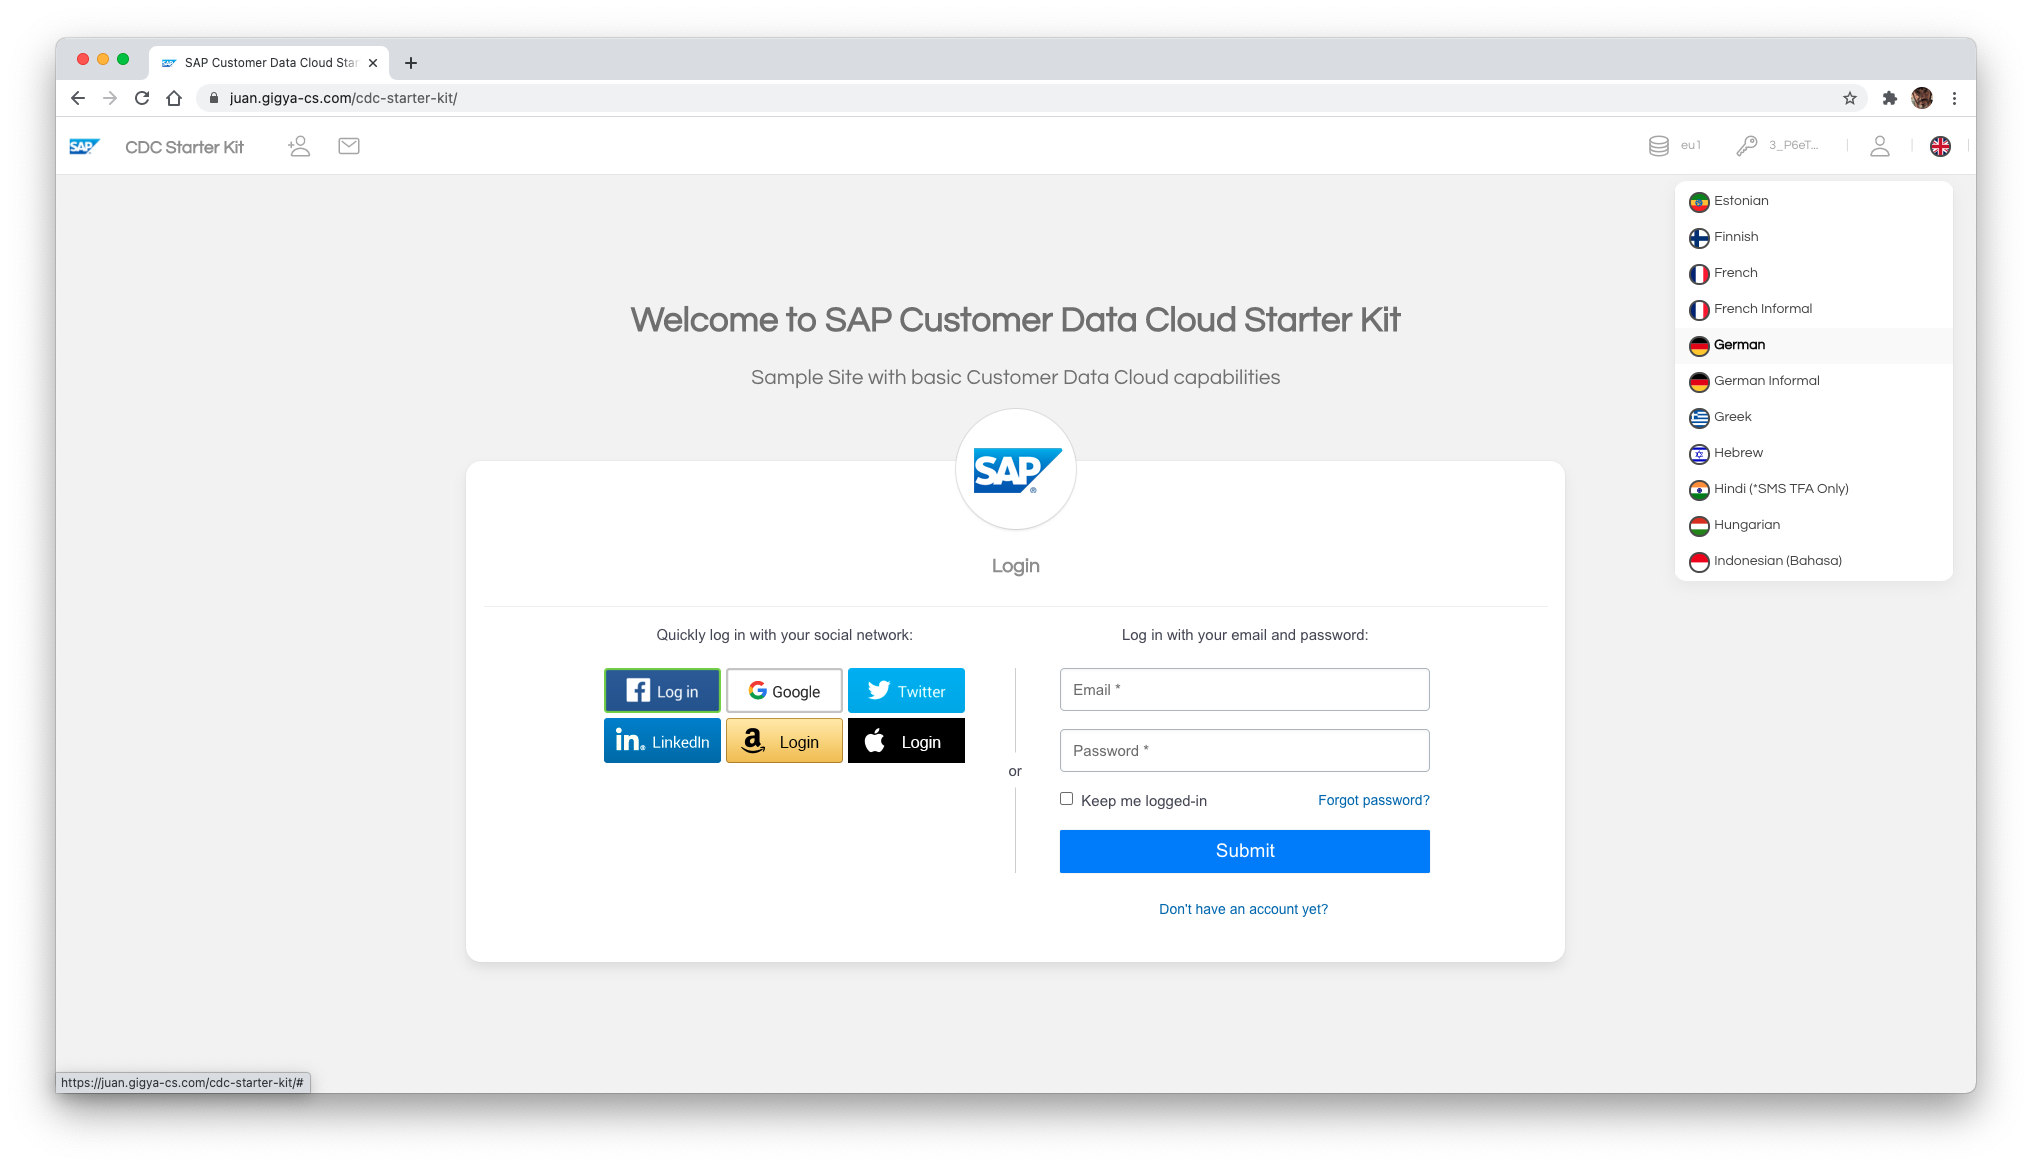 SAP Customer Data Cloud Star
juan.gigya-cs.com/cdc-starter-kit/
SAP CDC Starter Kit
eu1 3_P6eT...
Estonian
Finnish
French
French Informal
German
German Informal
Greek
Hebrew
Hindi (*SMS TFA Only)
Hungarian
Indonesian (Bahasa)
Welcome to SAP Customer Data Cloud Starter Kit
Sample Site with basic Customer Data Cloud capabilities
SAP®
Login
Quickly log in with your social network:
Log in Google Twitter
LinkedIn Login Login
or
Log in with your email and password:
Email *
Password *
Keep me logged-in Forgot password?
Submit
Don't have an account yet?
https://juan.gigya-cs.com/cdc-starter-kit/#